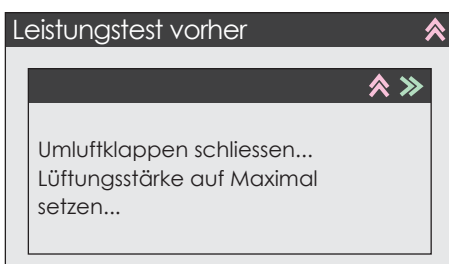 Leistungstest vorher
Umluftklappen schliessen...
Lüftungsstärke auf Maximal
setzen...